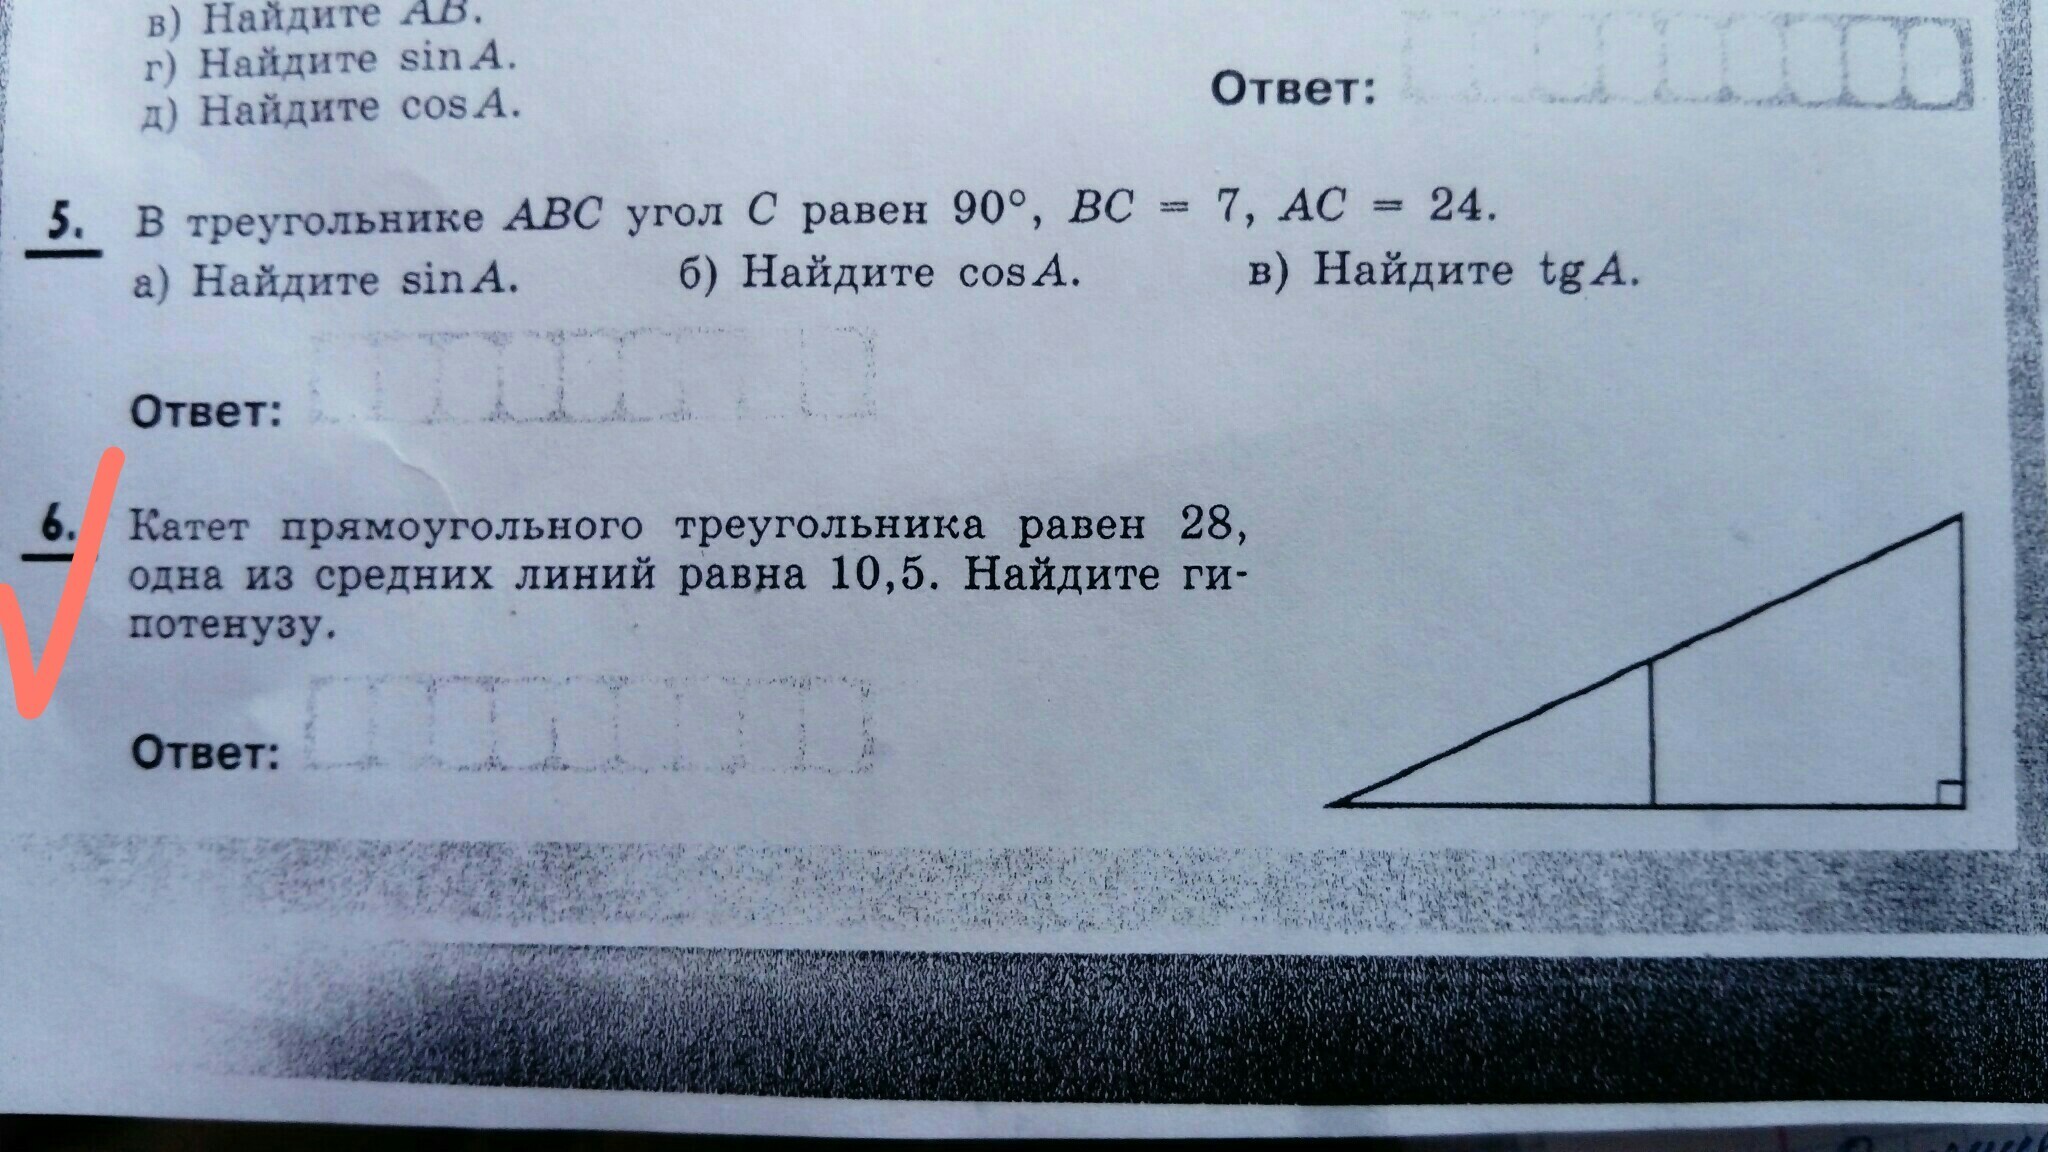 в) Найдите AB.
г) Найдите sin A.
д) Найдите cos A.
Ответ:
5. В треугольнике ABC угол C равен 90°, BC = 7, AC = 24.
а) Найдите sin A. б) Найдите cos A. в) Найдите tg A.
Ответ:
6. Катет прямоугольного треугольника равен 28,
одна из средних линий равна 10,5. Найдите ги-
потенузу.
Ответ: